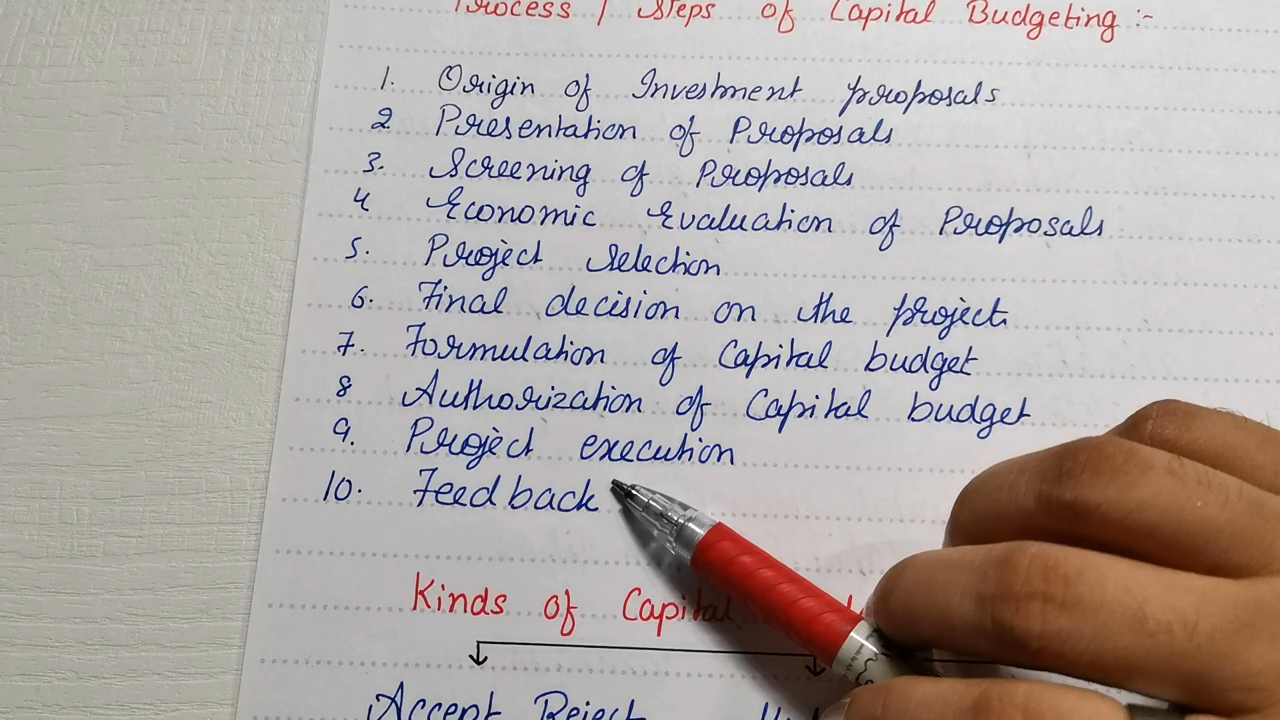 Process / Steps of Capital Budgeting :-
1. Origin of Investment proposals
2 Presentation of Proposals
3. Screening of Proposals
4 Economic Evaluation of Proposals
5. Project Selection
6. Final decision on the project
7. Formulation of Capital budget
8 Authorization of Capital budget
9. Project execution
10. Feedback
Kinds of Capital
Accept Reject